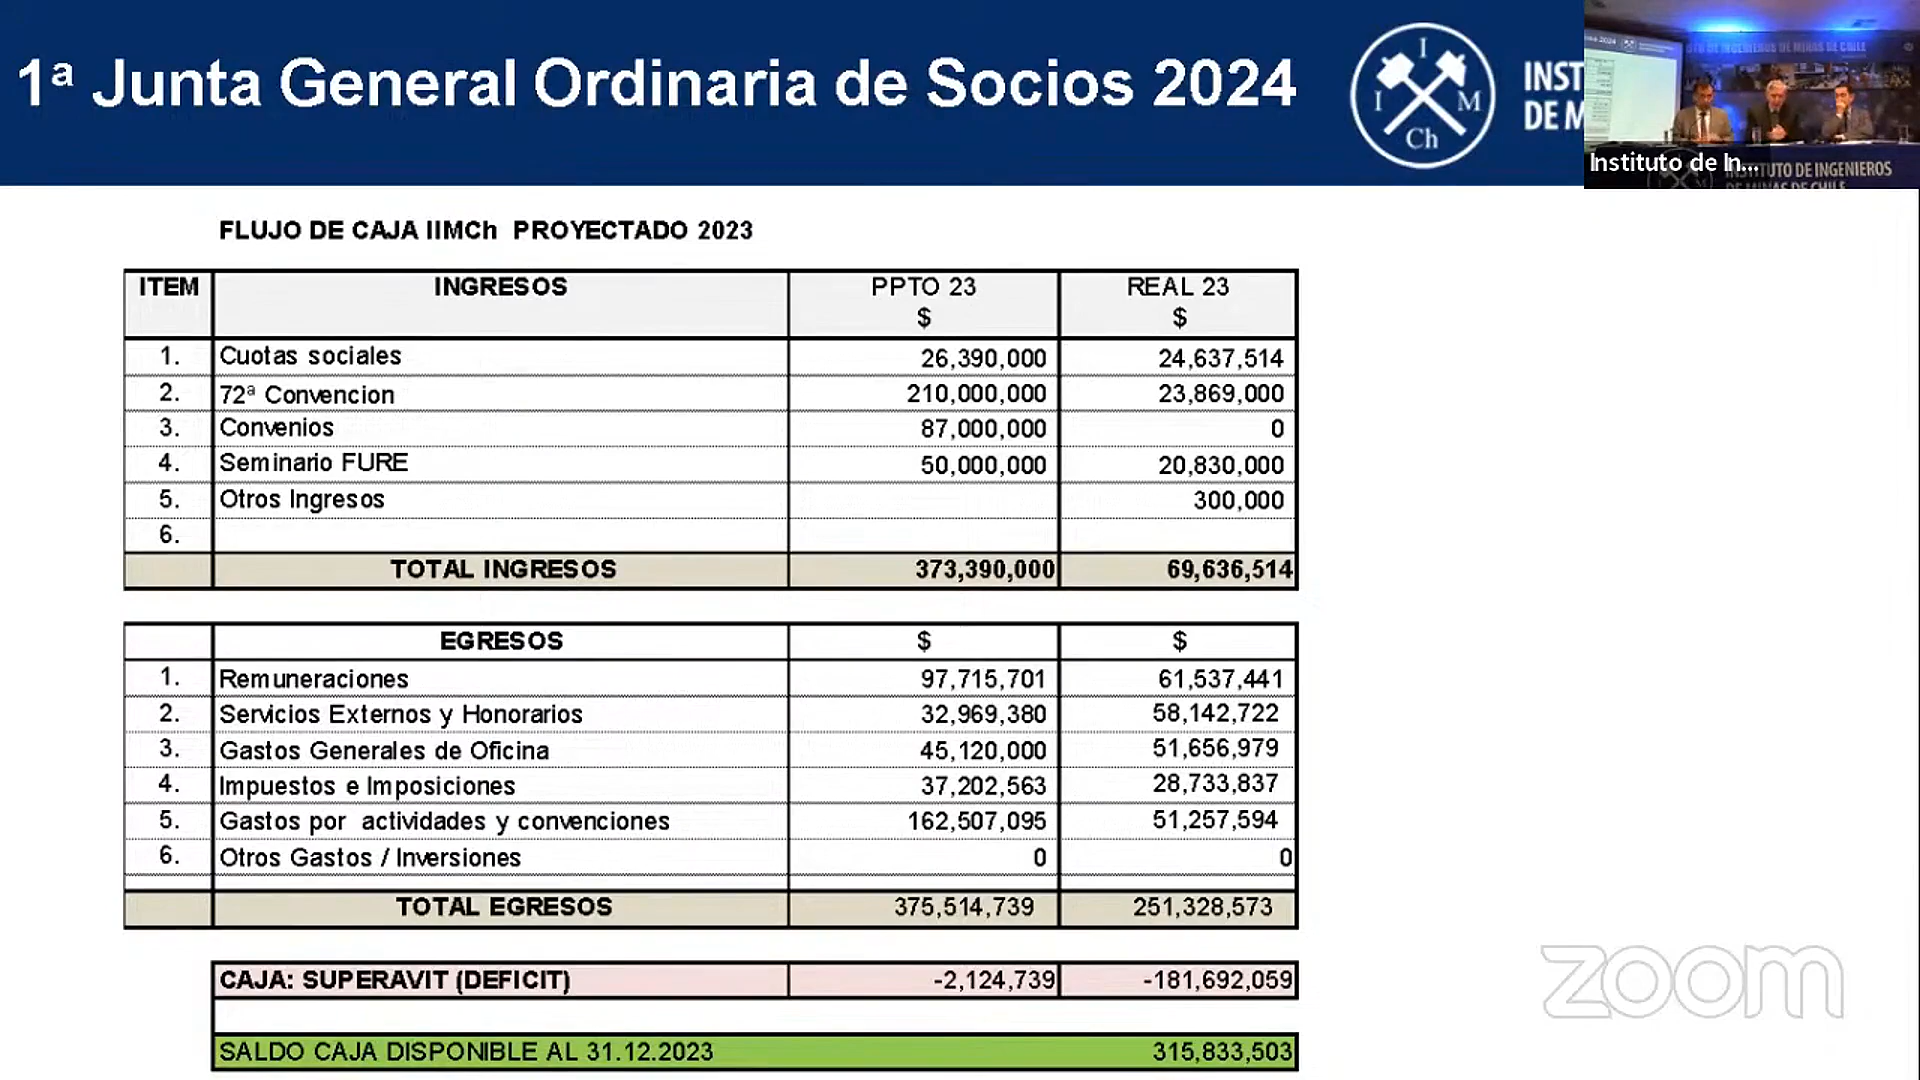 1ª Junta General Ordinaria de Socios 2024
I
I M
Ch
INST
DE M
Instituto de In...
TUTO DE INGENIEROS
DE MINAS DE CHILE
FLUJO DE CAJA IIMCh PROYECTADO 2023
ITEM INGRESOS PPTO 23 REAL 23
$ $
1. Cuotas sociales 26,390,000 24,637,514
2. 72ª Convencion 210,000,000 23,869,000
3. Convenios 87,000,000 0
4. Seminario FURE 50,000,000 20,830,000
5. Otros Ingresos 300,000
6.
TOTAL INGRESOS 373,390,000 69,636,514
EGRESOS $ $
1. Remuneraciones 97,715,701 61,537,441
2. Servicios Externos y Honorarios 32,969,380 58,142,722
3. Gastos Generales de Oficina 45,120,000 51,656,979
4. Impuestos e Imposiciones 37,202,563 28,733,837
5. Gastos por actividades y convenciones 162,507,095 51,257,594
6. Otros Gastos / Inversiones 0 0
TOTAL EGRESOS 375,514,739 251,328,573
CAJA: SUPERAVIT (DEFICIT) -2,124,739 -181,692,059
SALDO CAJA DISPONIBLE AL 31.12.2023 315,833,503
zoom